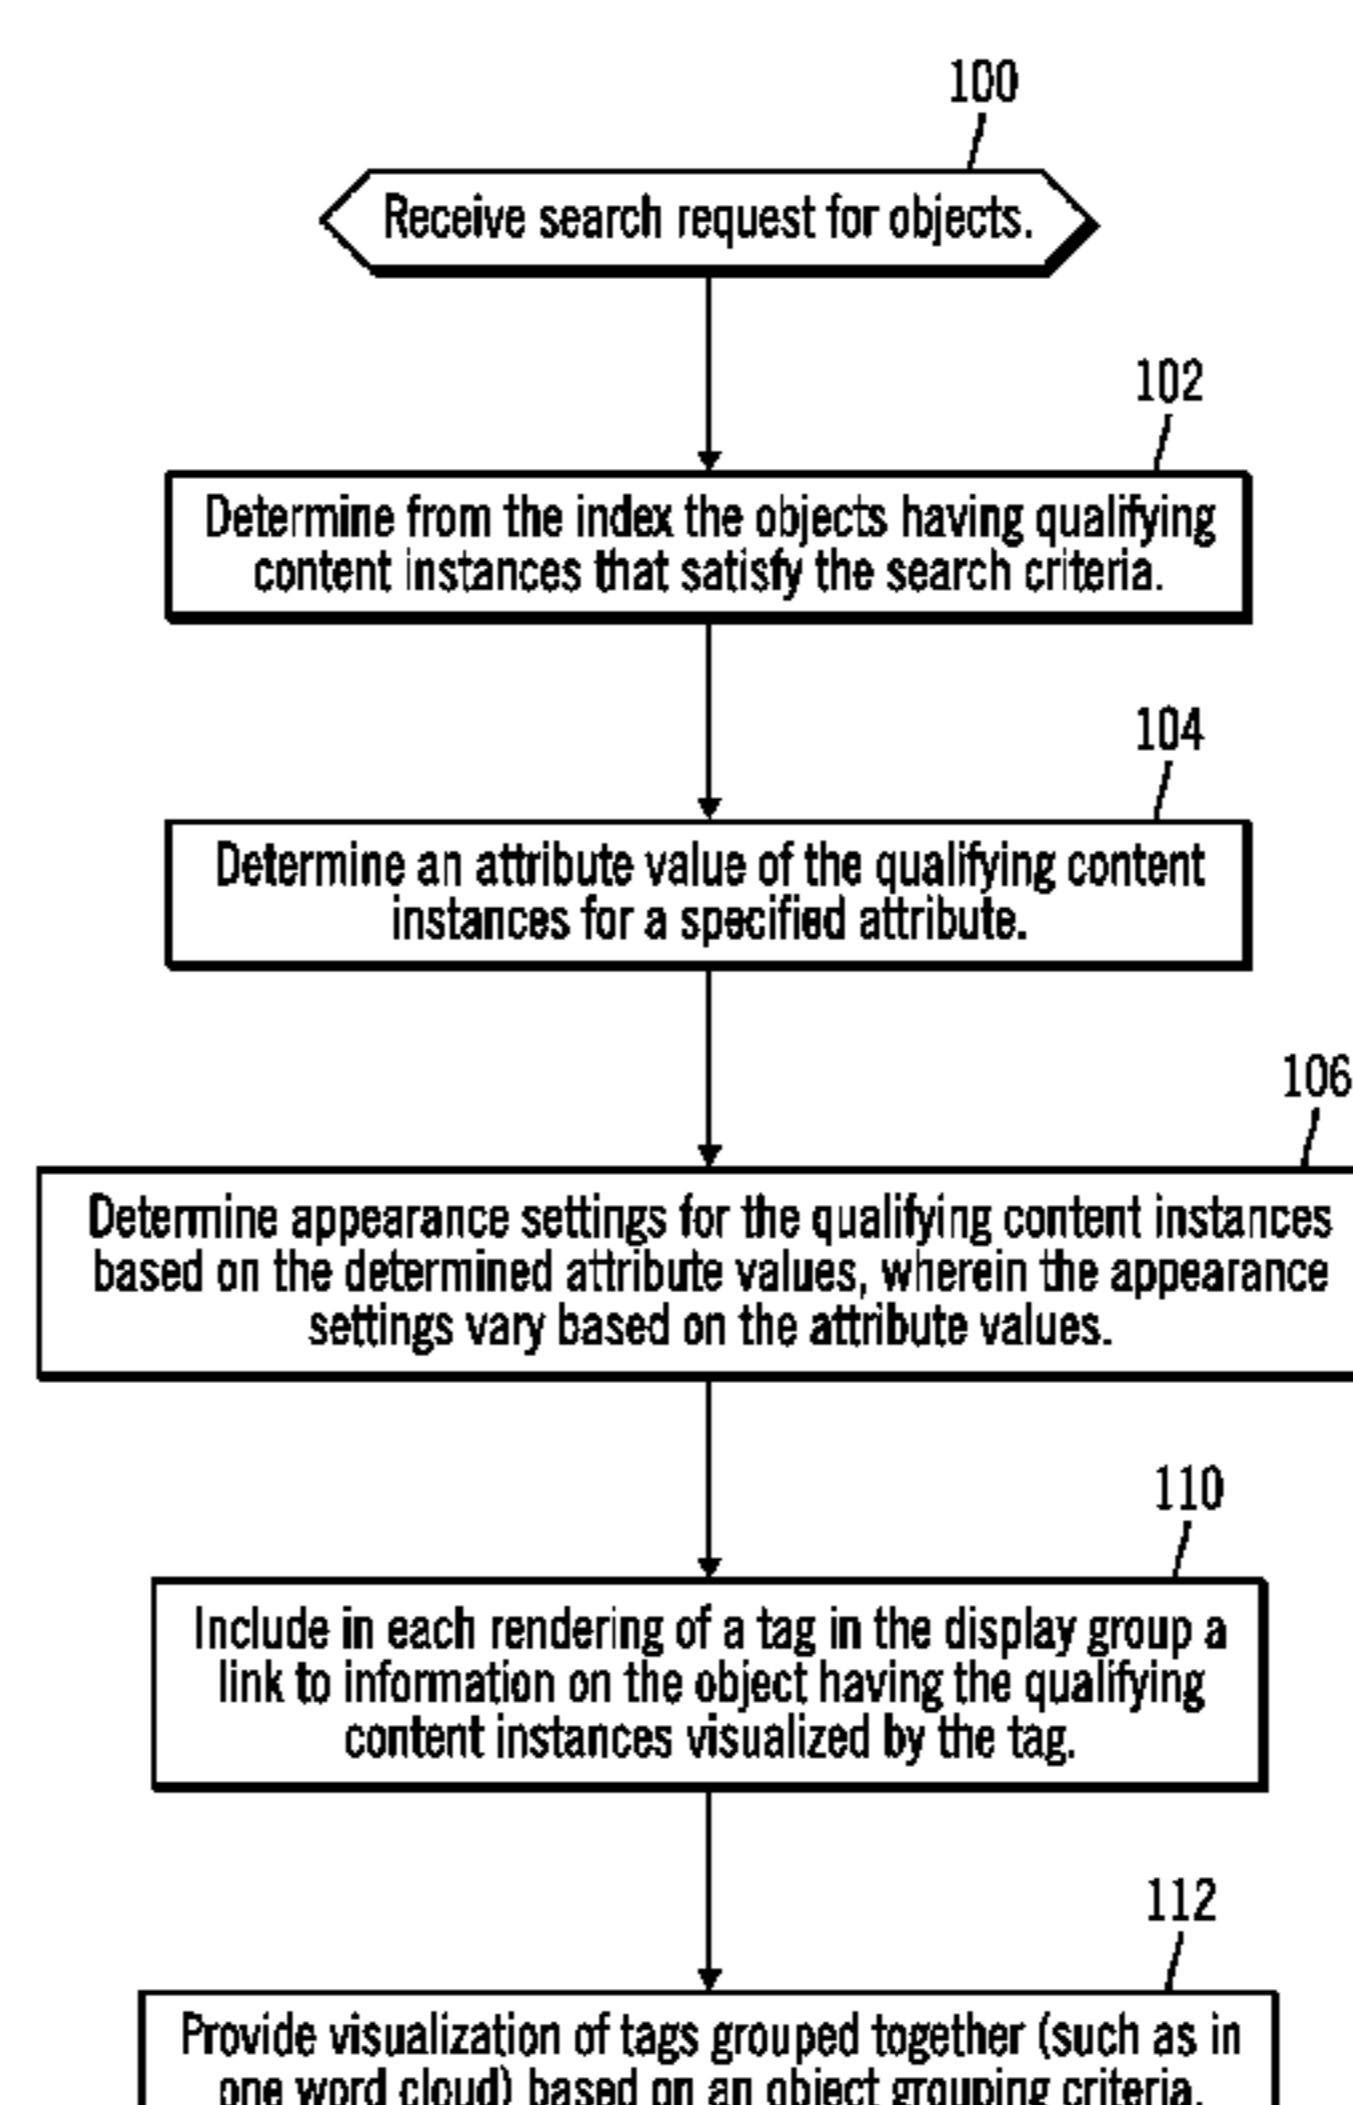 100
Receive search request for objects.
102
Determine from the index the objects having qualifying
content instances that satisfy the search criteria.
104
Determine an attribute value of the qualifying content
instances for a specified attribute.
106
Determine appearance settings for the qualifying content instances
based on the determined attribute values, wherein the appearance
settings vary based on the attribute values.
110
Include in each rendering of a tag in the display group a
link to information on the object having the qualifying
content instances visualized by the tag.
112
Provide visualization of tags grouped together (such as in
one word cloud) based on an object grouping criteria.